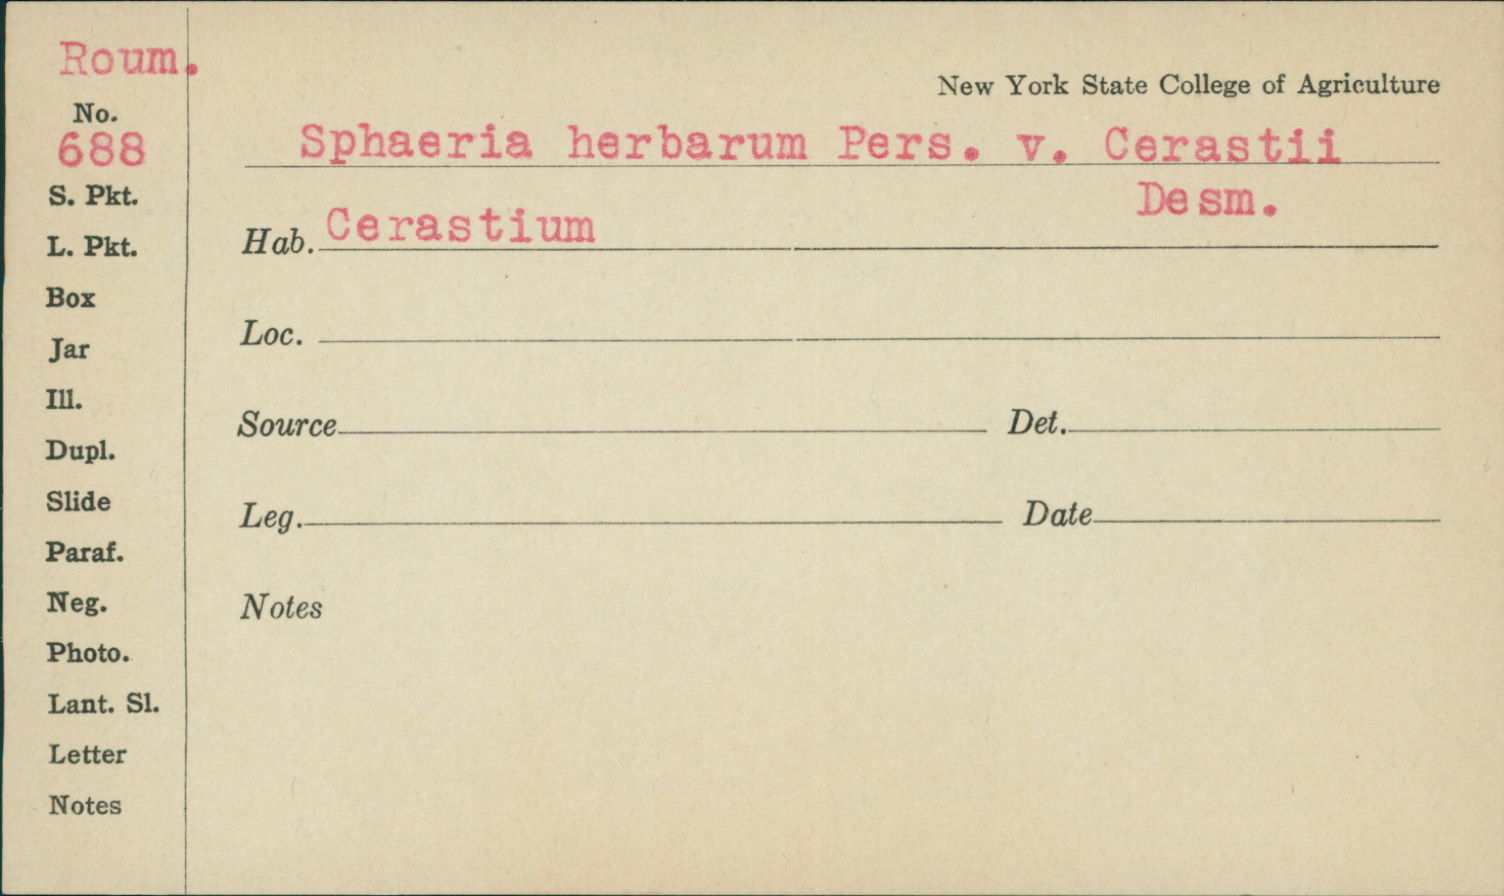 Roum.
No.
688
S. Pkt.
L. Pkt.
Box
Jar
Ill.
Dupl.
Slide
Paraf.
Neg.
Photo.
Lant. Sl.
Letter
Notes
New York State College of Agriculture
Sphaeria herbarum Pers. v. Cerastii
Desm.
Hab. Cerastium
Loc.
Source Det.
Leg. Date
Notes